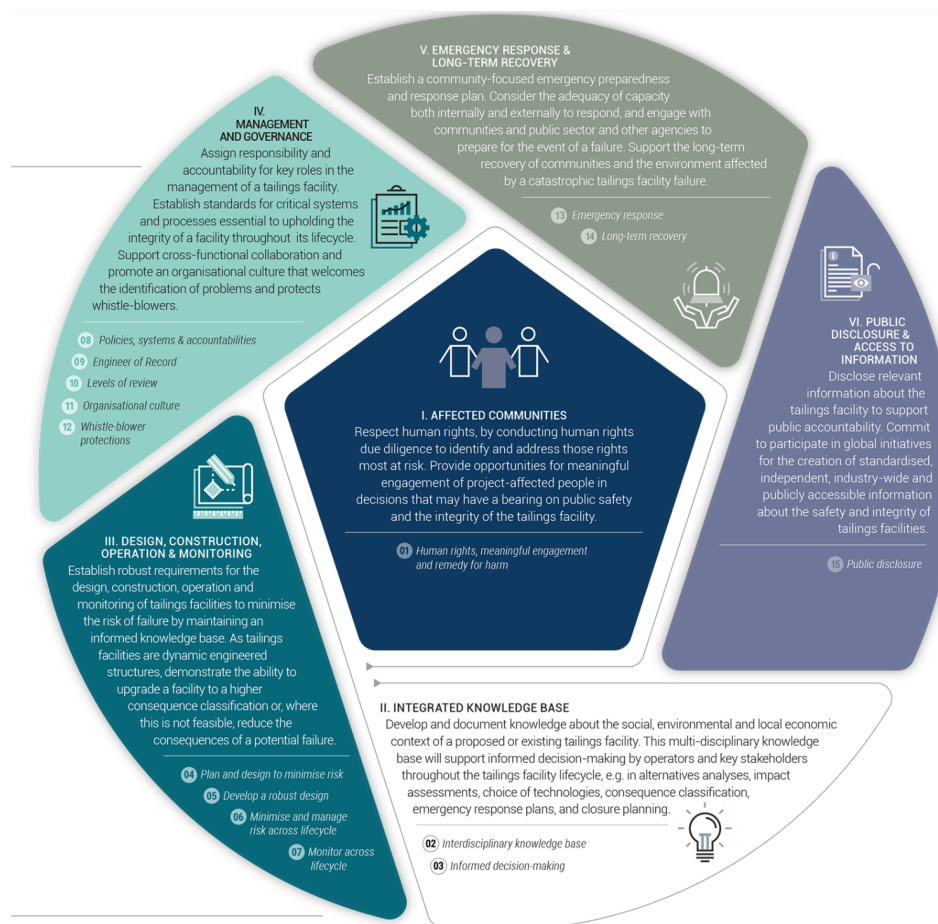 V. EMERGENCY RESPONSE &
LONG-TERM RECOVERY
Establish a community-focused emergency preparedness
and response plan. Consider the adequacy of capacity
both internally and externally to respond, and engage with
communities and public sector and other agencies to
prepare for the event of a failure. Support the long-term
recovery of communities and the environment affected
by a catastrophic tailings facility failure.
13 Emergency response
14 Long-term recovery
IV.
MANAGEMENT
AND GOVERNANCE
Assign responsibility and
accountability for key roles in the
management of a tailings facility.
Establish standards for critical systems
and processes essential to upholding the
integrity of a facility throughout its lifecycle.
Support cross-functional collaboration and
promote an organisational culture that welcomes
the identification of problems and protects
whistle-blowers.
08 Policies, systems & accountabilities
09 Engineer of Record
10 Levels of review
11 Organisational culture
12 Whistle-blower
protections
VI. PUBLIC
DISCLOSURE &
ACCESS TO
INFORMATION
Disclose relevant
information about the
tailings facility to support
public accountability. Commit
to participate in global initiatives
for the creation of standardised,
independent, industry-wide and
publicly accessible information
about the safety and integrity of
tailings facilities.
15 Public disclosure
I. AFFECTED COMMUNITIES
Respect human rights, by conducting human rights
due diligence to identify and address those rights
most at risk. Provide opportunities for meaningful
engagement of project-affected people in
decisions that may have a bearing on public safety
and the integrity of the tailings facility.
01 Human rights, meaningful engagement
and remedy for harm
III. DESIGN, CONSTRUCTION,
OPERATION & MONITORING
Establish robust requirements for the
design, construction, operation and
monitoring of tailings facilities to minimise
the risk of failure by maintaining an
informed knowledge base. As tailings
facilities are dynamic engineered
structures, demonstrate the ability to
upgrade a facility to a higher
consequence classification or, where
this is not feasible, reduce the
consequences of a potential failure.
04 Plan and design to minimise risk
05 Develop a robust design
06 Minimise and manage
risk across lifecycle
07 Monitor across
lifecycle
II. INTEGRATED KNOWLEDGE BASE
Develop and document knowledge about the social, environmental and local economic
context of a proposed or existing tailings facility. This multi-disciplinary knowledge
base will support informed decision-making by operators and key stakeholders
throughout the tailings facility lifecycle, e.g. in alternatives analyses, impact
assessments, choice of technologies, consequence classification,
emergency response plans, and closure planning.
02 Interdisciplinary knowledge base
03 Informed decision-making